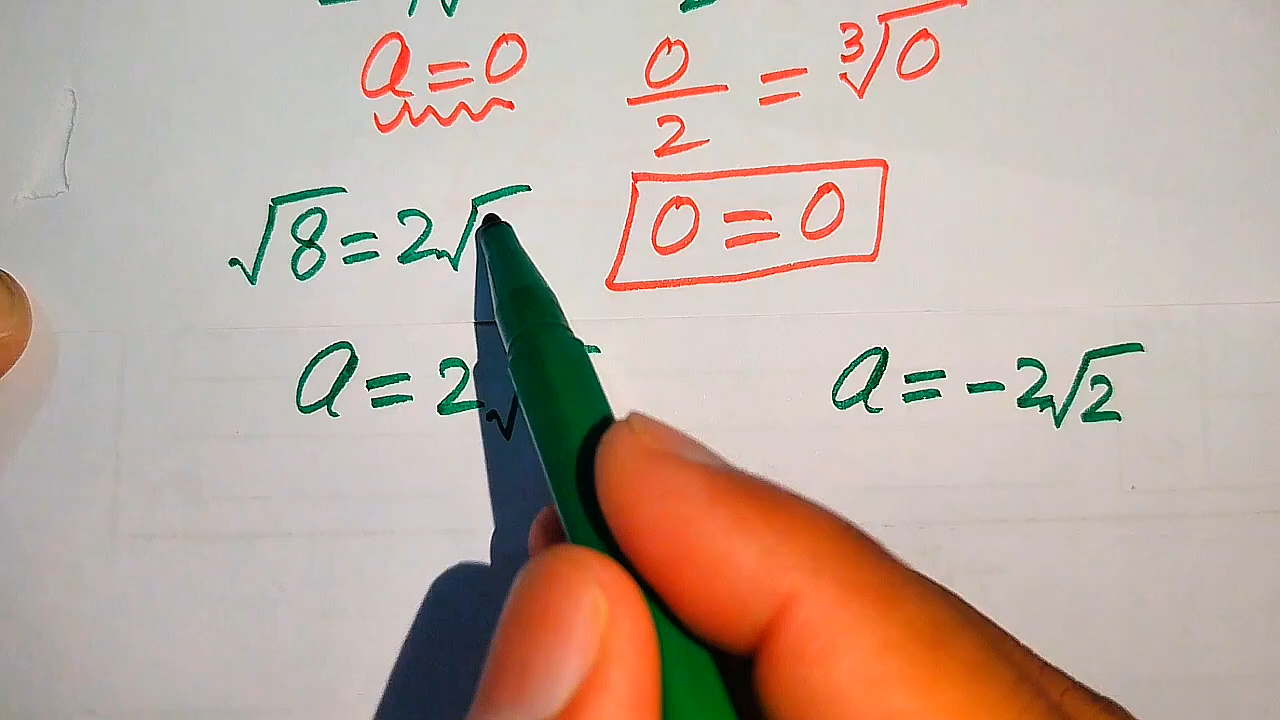 a = 0
0/2 = ∛0
√8 = 2√
0 = 0
a = 2√
a = -2√2